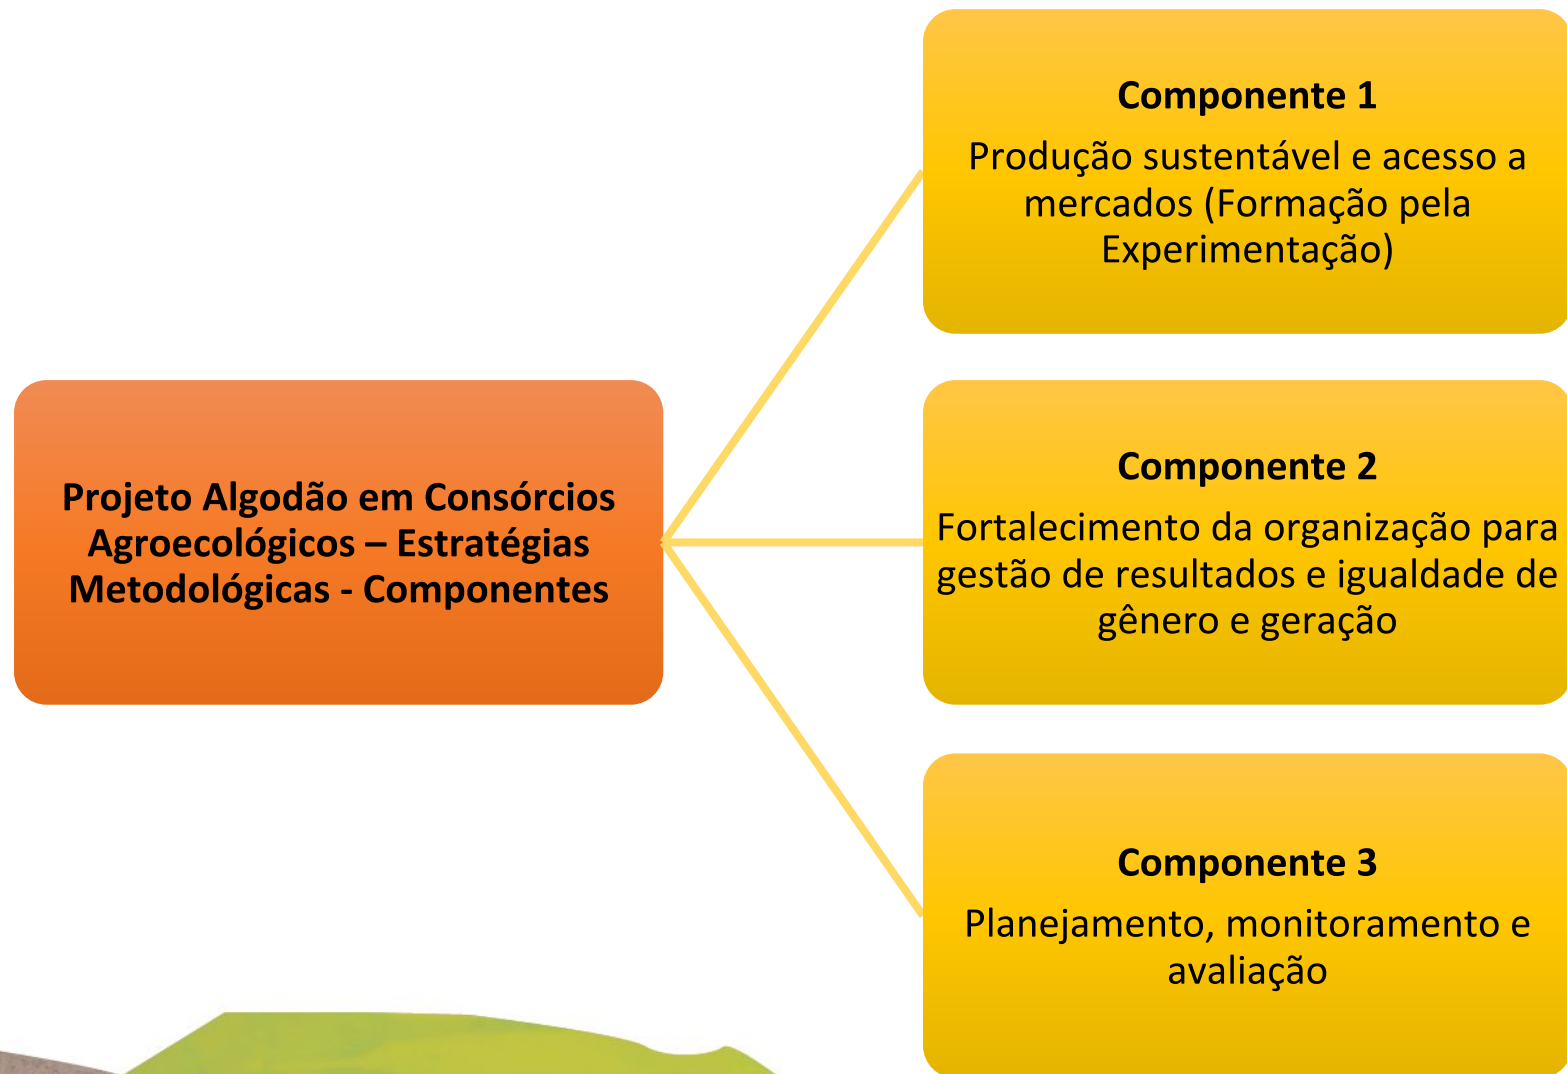 Componente 1
Produção sustentável e acesso a
mercados (Formação pela
Experimentação)
Projeto Algodão em Consórcios
Agroecológicos – Estratégias
Metodológicas - Componentes
Componente 2
Fortalecimento da organização para
gestão de resultados e igualdade de
gênero e geração
Componente 3
Planejamento, monitoramento e
avaliação